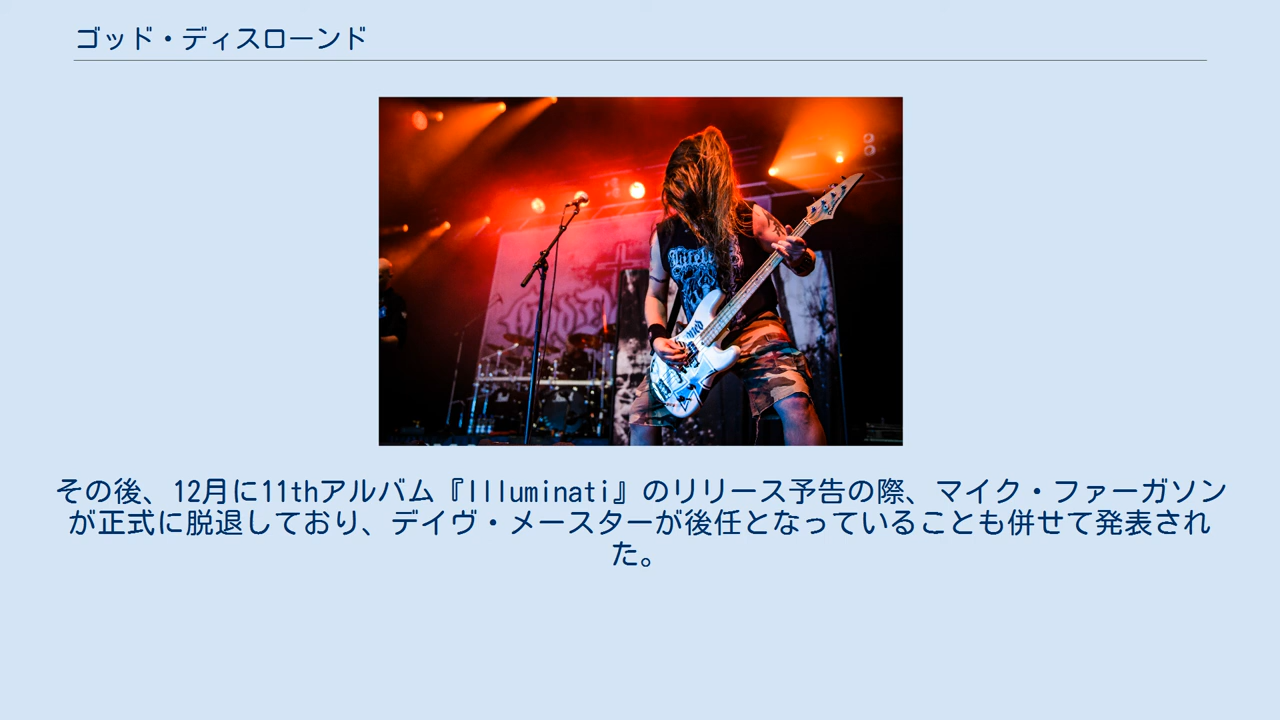 ゴッド・ディスローンド
その後、12月に11thアルバム『Illuminati』のリリース予告の際、マイク・ファーガソン
が正式に脱退しており、デイヴ・メースターが後任となっていることも併せて発表され
た。